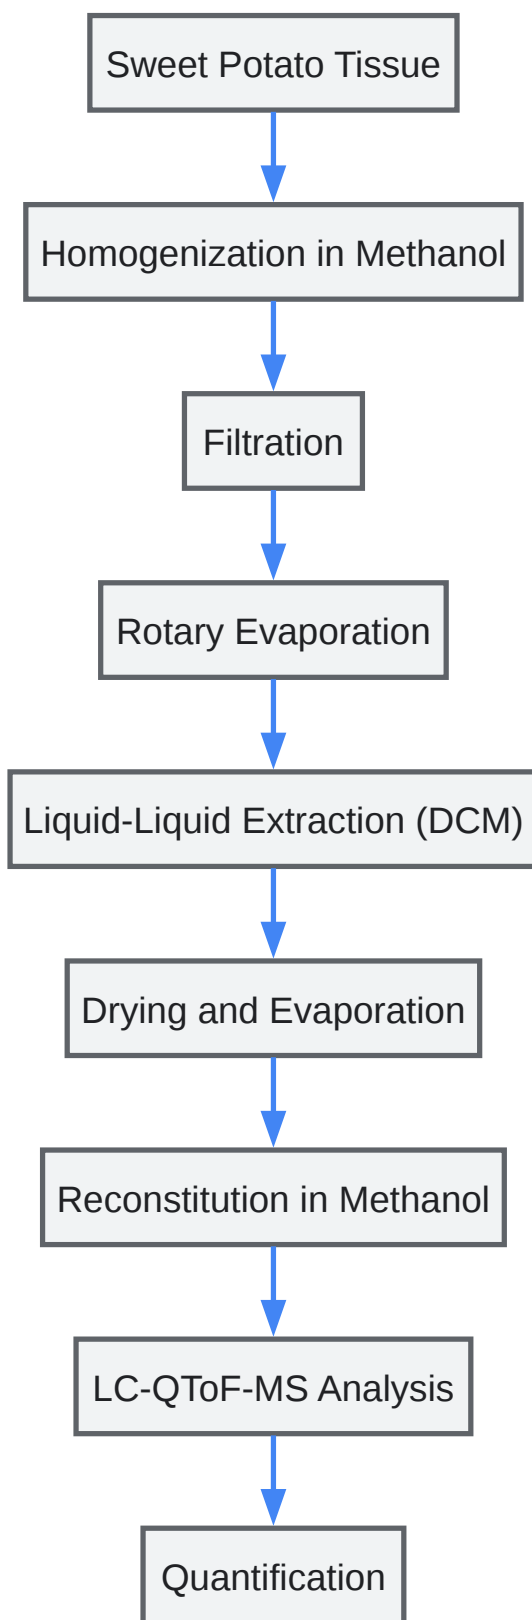 Sweet Potato Tissue
Homogenization in Methanol
Filtration
Rotary Evaporation
Liquid-Liquid Extraction (DCM)
Drying and Evaporation
Reconstitution in Methanol
LC-QToF-MS Analysis
Quantification